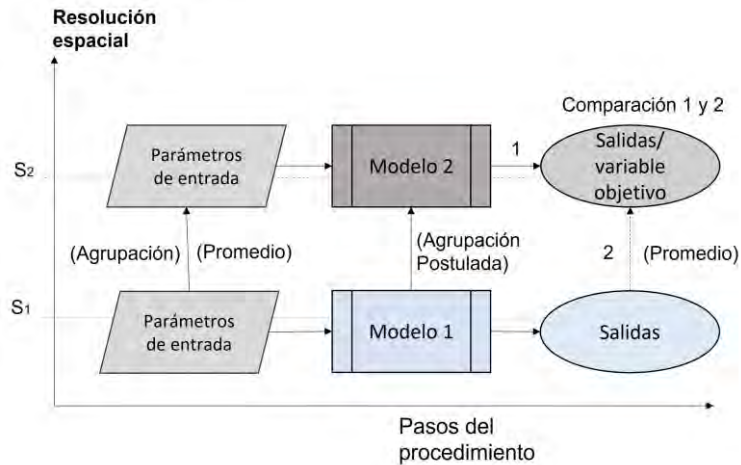 Resolución
espacial
Comparación 1 y 2
Parámetros
de entrada
Modelo 2
1
Salidas/
variable
objetivo
S2
(Agrupación)
(Promedio)
(Agrupación
Postulada)
2
(Promedio)
S1
Parámetros
de entrada
Modelo 1
Salidas
Pasos del
procedimiento